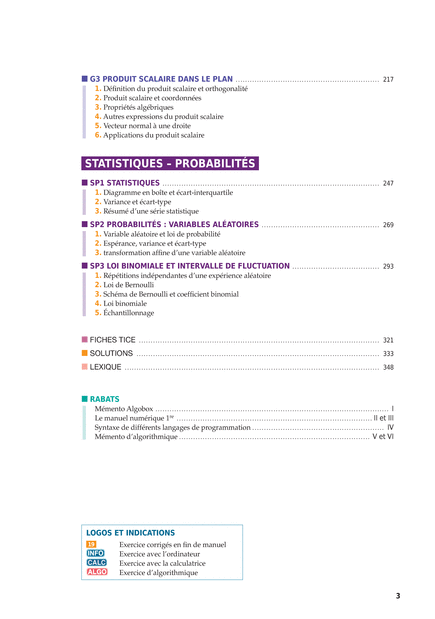 G3 PRODUIT SCALAIRE DANS LE PLAN ........ 217
1. Définition du produit scalaire et orthogonalité
2. Produit scalaire et coordonnées
3. Propriétés algébriques
4. Autres expressions du produit scalaire
5. Vecteur normal à une droite
6. Applications du produit scalaire
STATISTIQUES – PROBABILITÉS
SP1 STATISTIQUES ........ 247
1. Diagramme en boîte et écart-interquartile
2. Variance et écart-type
3. Résumé d'une série statistique
SP2 PROBABILITÉS : VARIABLES ALÉATOIRES ........ 269
1. Variable aléatoire et loi de probabilité
2. Espérance, variance et écart-type
3. transformation affine d'une variable aléatoire
SP3 LOI BINOMIALE ET INTERVALLE DE FLUCTUATION ........ 293
1. Répétitions indépendantes d'une expérience aléatoire
2. Loi de Bernoulli
3. Schéma de Bernoulli et coefficient binomial
4. Loi binomiale
5. Échantillonnage
FICHES TICE ........ 321
SOLUTIONS ........ 333
LEXIQUE ........ 348
RABATS
Mémento Algobox ........ I
Le manuel numérique 1re ........ II et III
Syntaxe de différents langages de programmation ........ IV
Mémento d'algorithmique ........ V et VI
LOGOS ET INDICATIONS
19 Exercice corrigés en fin de manuel
INFO Exercice avec l'ordinateur
CALC Exercice avec la calculatrice
ALGO Exercice d'algorithmique
3